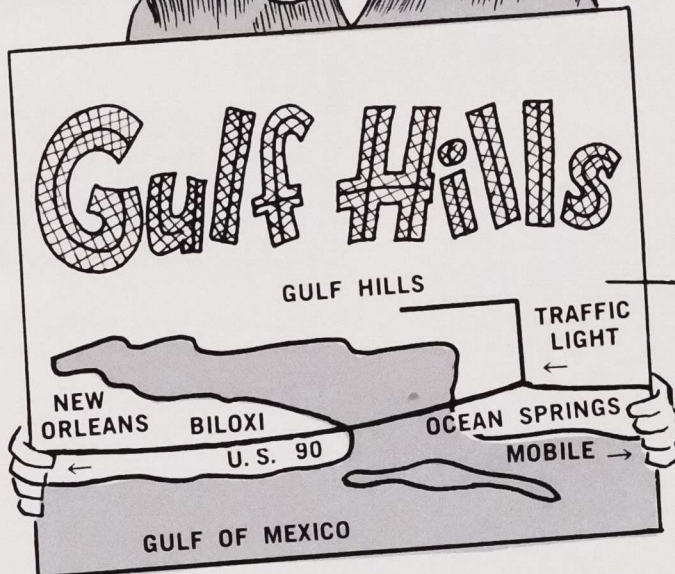 Gulf Hills
GULF HILLS
TRAFFIC
LIGHT
←
NEW
ORLEANS
BILOXI
OCEAN SPRINGS
←
U. S. 90
MOBILE →
GULF OF MEXICO